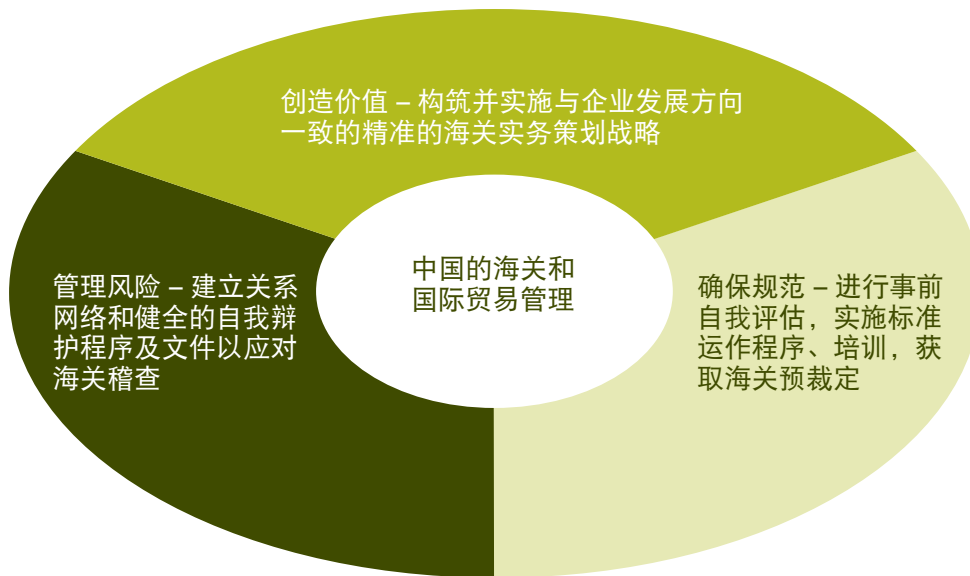 创造价值 – 构筑并实施与企业发展方向
一致的精准的海关实务策划战略
中国的海关和
国际贸易管理
管理风险 – 建立关系
网络和健全的自我辩
护程序及文件以应对
海关稽查
确保规范 – 进行事前
自我评估，实施标准
运作程序、培训，获
取海关预裁定